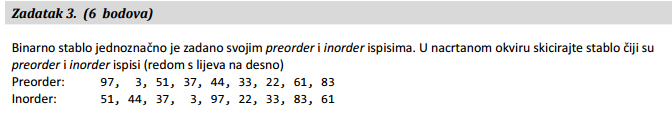 Zadatak 3. (6 bodova)
Binarno stablo jednoznačno je zadano svojim preorder i inorder ispisima. U nacrtanom okviru skicirajte stablo čiji su
preorder i inorder ispisi (redom s lijeva na desno)
Preorder: 97, 3, 51, 37, 44, 33, 22, 61, 83
Inorder: 51, 44, 37, 3, 97, 22, 33, 83, 61